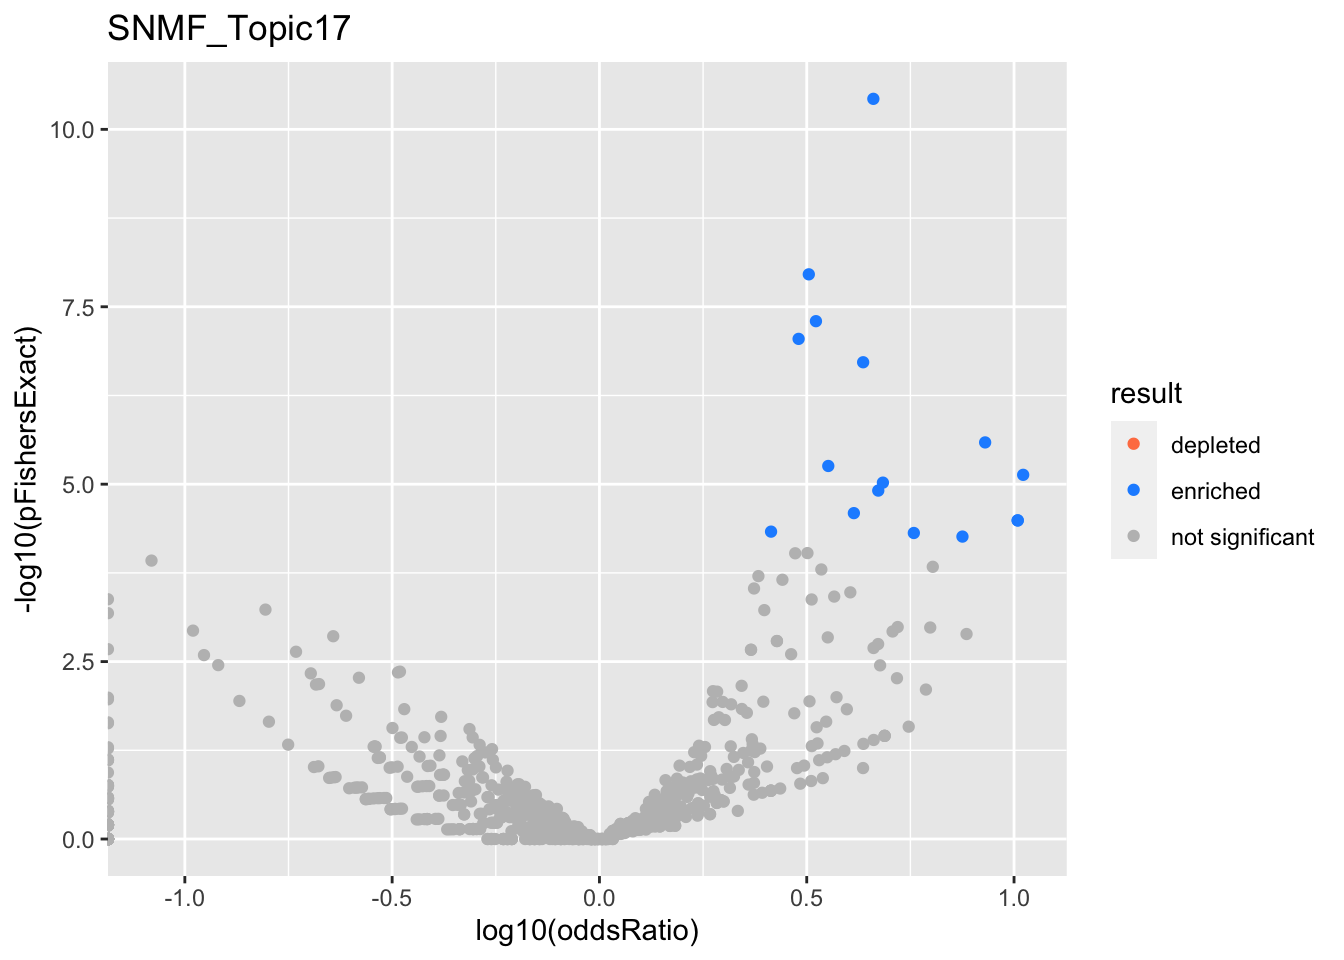 SNMF_Topic17
10.0
7.5
5.0
2.5
0.0
-log10(pFishersExact)
-1.0
-0.5
0.0
0.5
1.0
log10(oddsRatio)
result
depleted
enriched
not significant